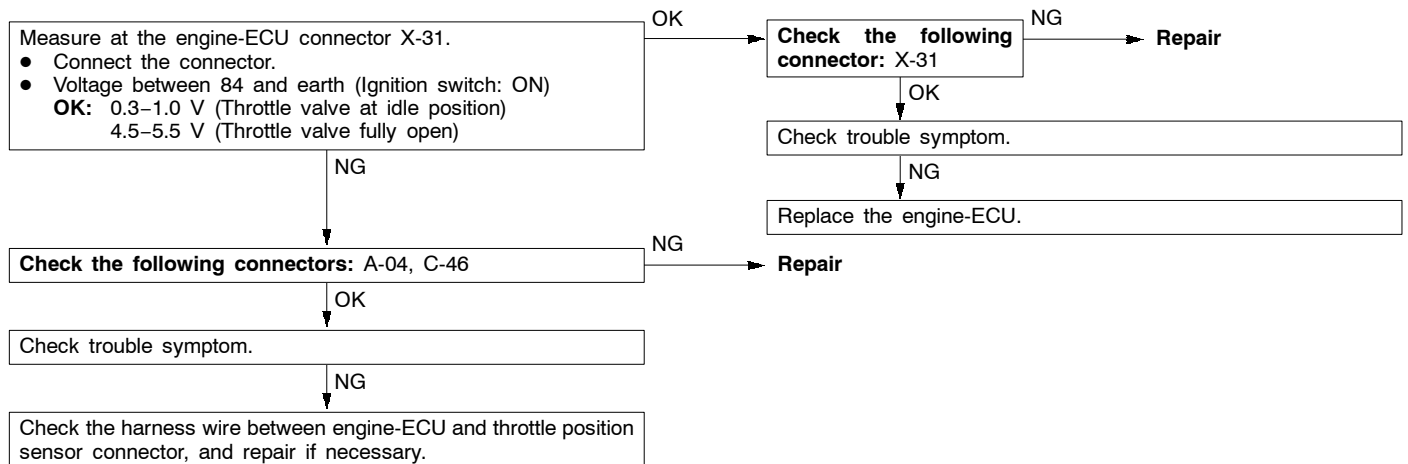 Measure at the engine-ECU connector X-31.
● Connect the connector.
● Voltage between 84 and earth (Ignition switch: ON)
OK: 0.3–1.0 V (Throttle valve at idle position)
4.5–5.5 V (Throttle valve fully open)
OK
Check the following
connector: X-31
NG
Repair
OK
Check trouble symptom.
NG
Replace the engine-ECU.
NG
Check the following connectors: A-04, C-46
NG
Repair
OK
Check trouble symptom.
NG
Check the harness wire between engine-ECU and throttle position
sensor connector, and repair if necessary.